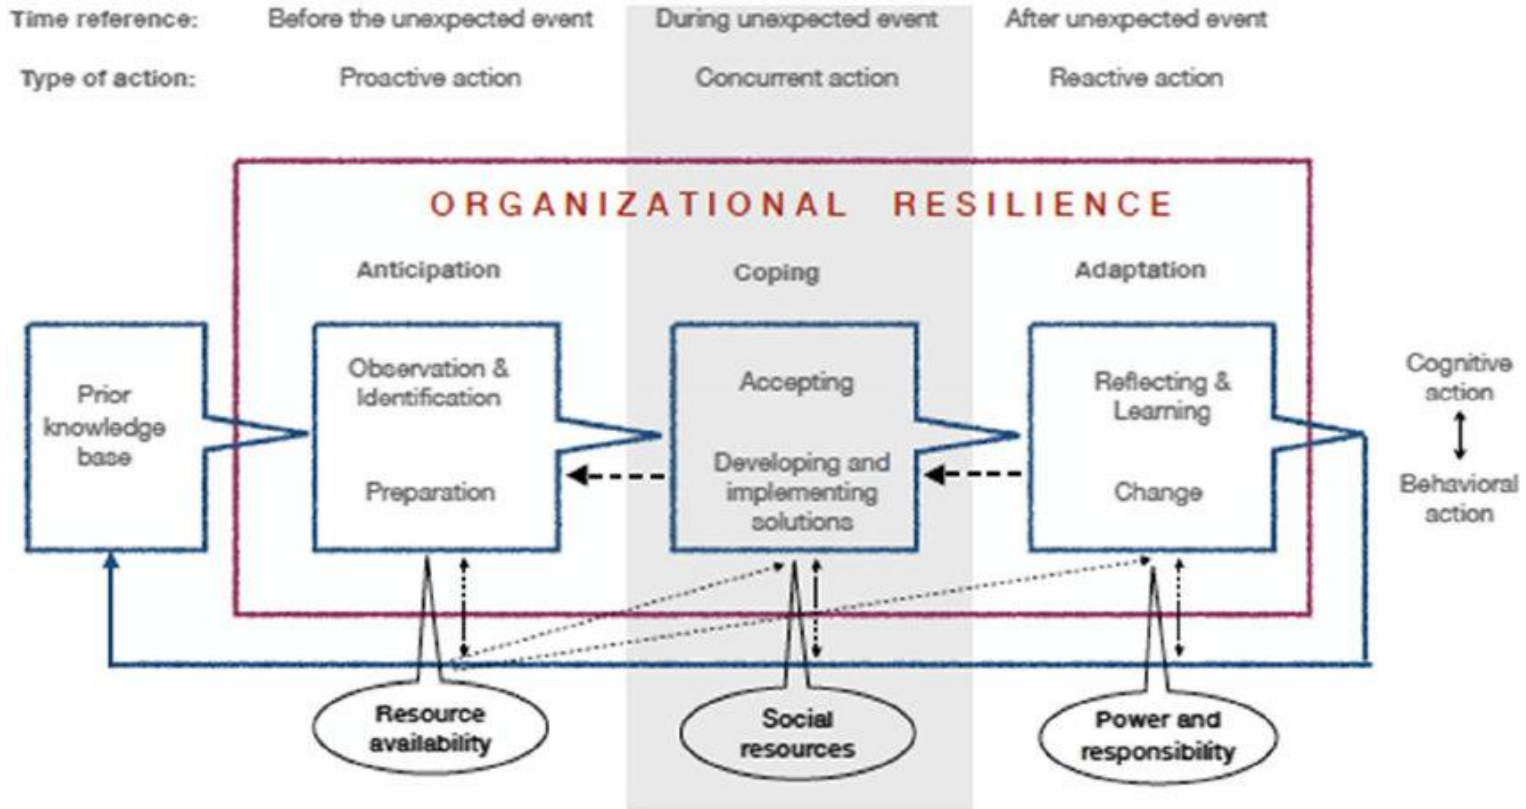 Time reference: Before the unexpected event During unexpected event After unexpected event
Type of action: Proactive action Concurrent action Reactive action
ORGANIZATIONAL RESILIENCE
Anticipation Coping Adaptation
Prior
knowledge
base
Observation &
Identification
Preparation
Accepting
Developing and
implementing
solutions
Reflecting &
Learning
Change
Cognitive
action
Behavioral
action
Resource
availability
Social
resources
Power and
responsibility